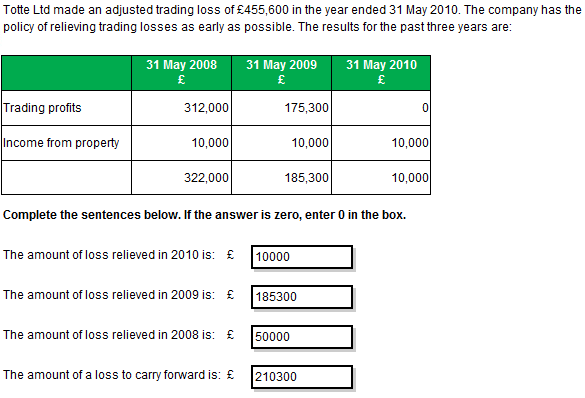 Totte Ltd made an adjusted trading loss of £455,600 in the year ended 31 May 2010. The company has the
policy of relieving trading losses as early as possible. The results for the past three years are:
31 May 2008 31 May 2009 31 May 2010
£ £ £
Trading profits 312,000 175,300 0
Income from property 10,000 10,000 10,000
322,000 185,300 10,000
Complete the sentences below. If the answer is zero, enter 0 in the box.
The amount of loss relieved in 2010 is: £ 10000
The amount of loss relieved in 2009 is: £ 185300
The amount of loss relieved in 2008 is: £ 50000
The amount of a loss to carry forward is: £ 210300